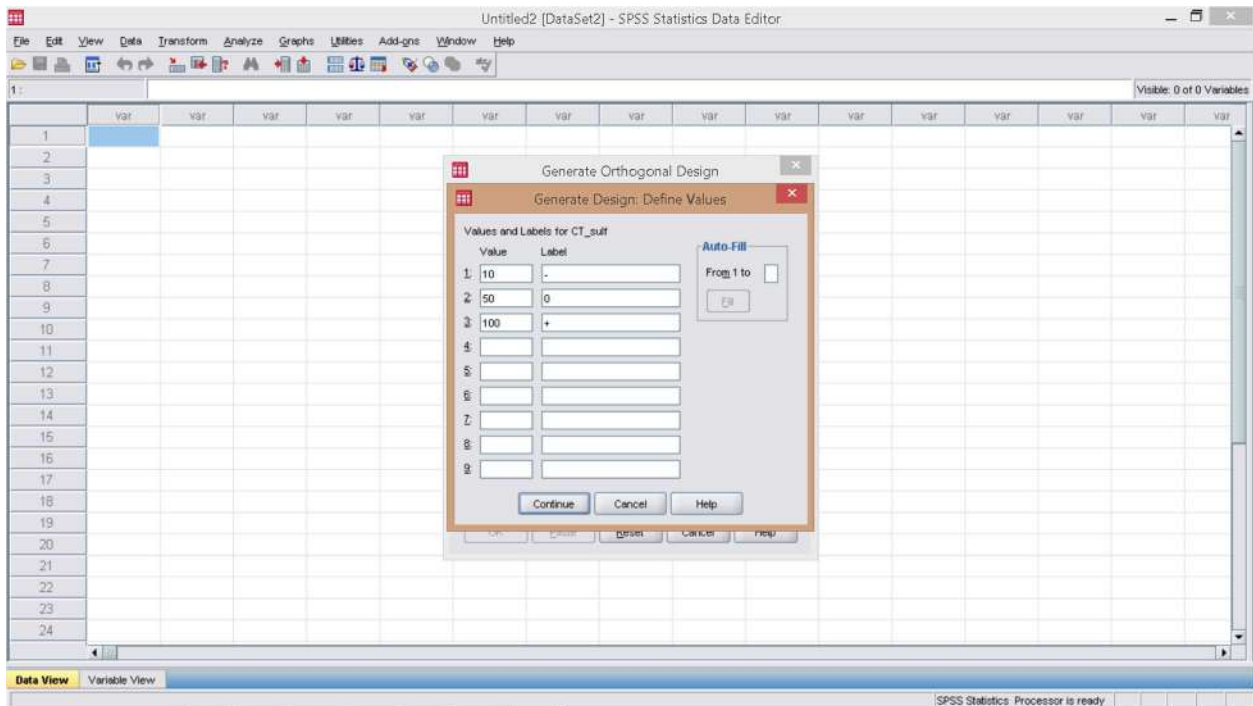 Untitled2 [DataSet2] - SPSS Statistics Data Editor
File Edit View Data Transform Analyze Graphs Utilities Add-ons Window Help
1 :
Visible: 0 of 0 Variables
var var var var var var var var var var var var var var var var
1
2
3
4
5
6
7
8
9
10
11
12
13
14
15
16
17
18
19
20
21
22
23
24
Generate Orthogonal Design
Generate Design: Define Values
Values and Labels for CT_sulf
Value Label
1: 10 -
2: 50 0
3: 100 +
4:
5:
6:
7:
8:
9:
Auto-Fill
From 1 to
Fill
Continue Cancel Help
OK Paste Reset Cancel Help
Data View Variable View
SPSS Statistics Processor is ready